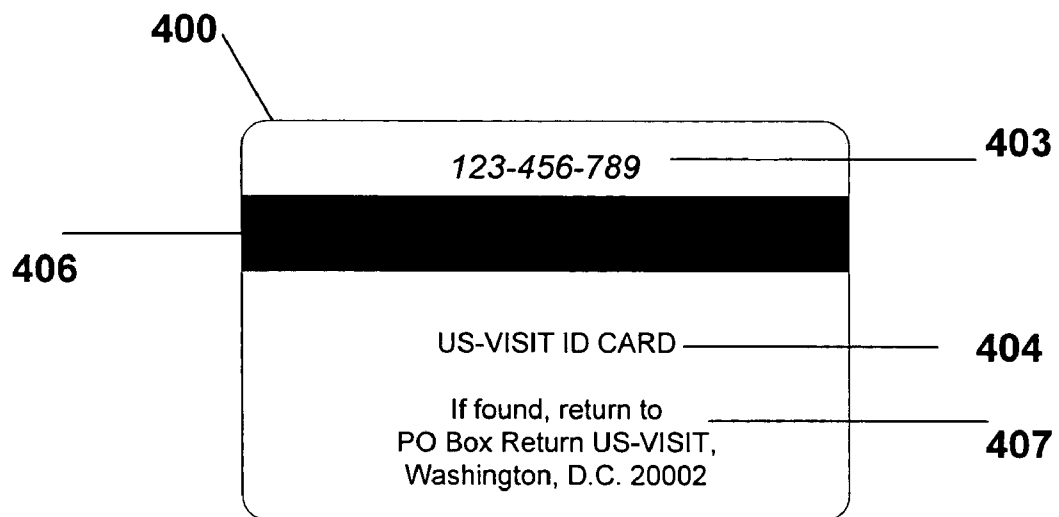 400
403
123-456-789
406
US-VISIT ID CARD
404
If found, return to
PO Box Return US-VISIT,
Washington, D.C. 20002
407